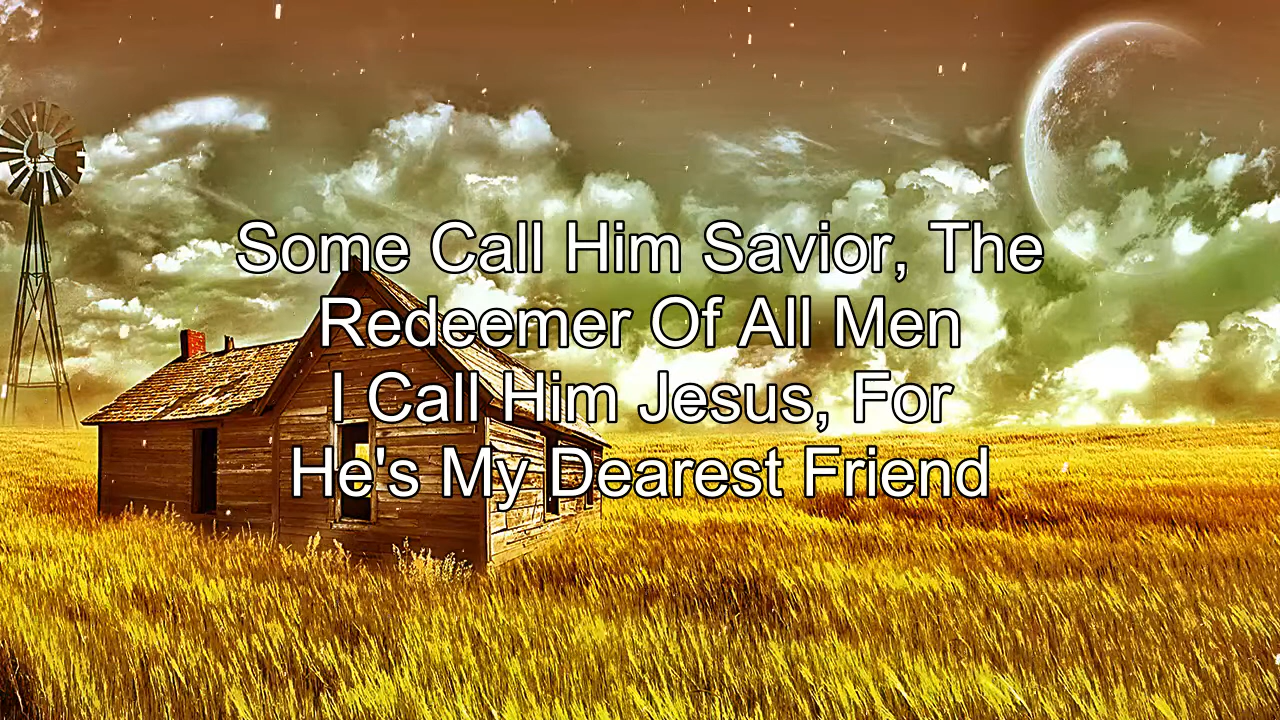 Some Call Him Savior, The
Redeemer Of All Men
I Call Him Jesus, For
He's My Dearest Friend